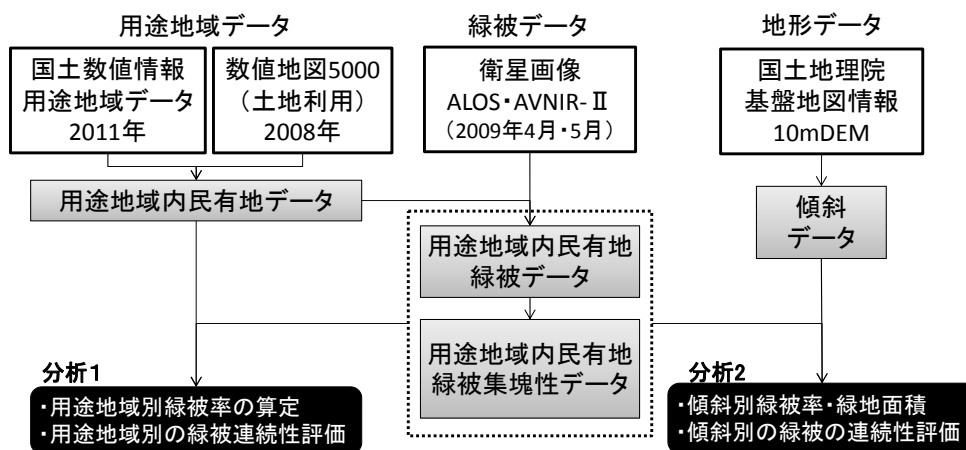 用途地域データ
国土数値情報
用途地域データ
2011年
数値地図5000
（土地利用）
2008年
緑被データ
衛星画像
ALOS・AVNIR-Ⅱ
（2009年4月・5月）
地形データ
国土地理院
基盤地図情報
10mDEM
用途地域内民有地データ
用途地域内民有地
緑被データ
傾斜
データ
用途地域内民有地
緑被集塊性データ
分析1
・用途地域別緑被率の算定
・用途地域別の緑被連続性評価
分析2
・傾斜別緑被率・緑地面積
・傾斜別の緑被の連続性評価